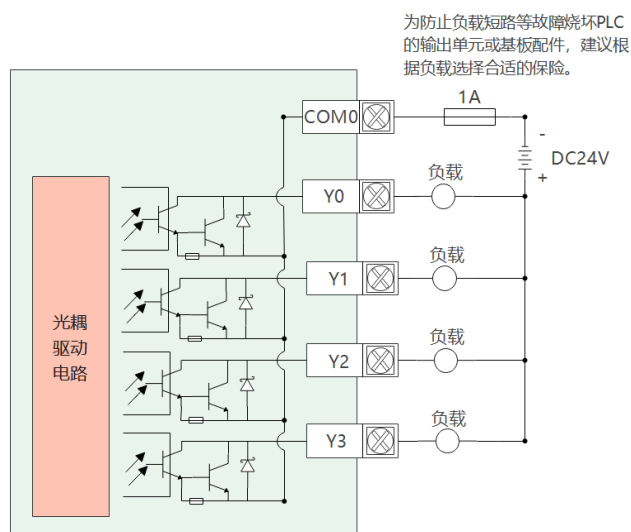 为防止负载短路等故障烧坏PLC
的输出单元或基板配件，建议根
据负载选择合适的保险。
COM0
1A
-
DC24V
+
负载
Y0
负载
Y1
光耦
驱动
电路
负载
Y2
负载
Y3